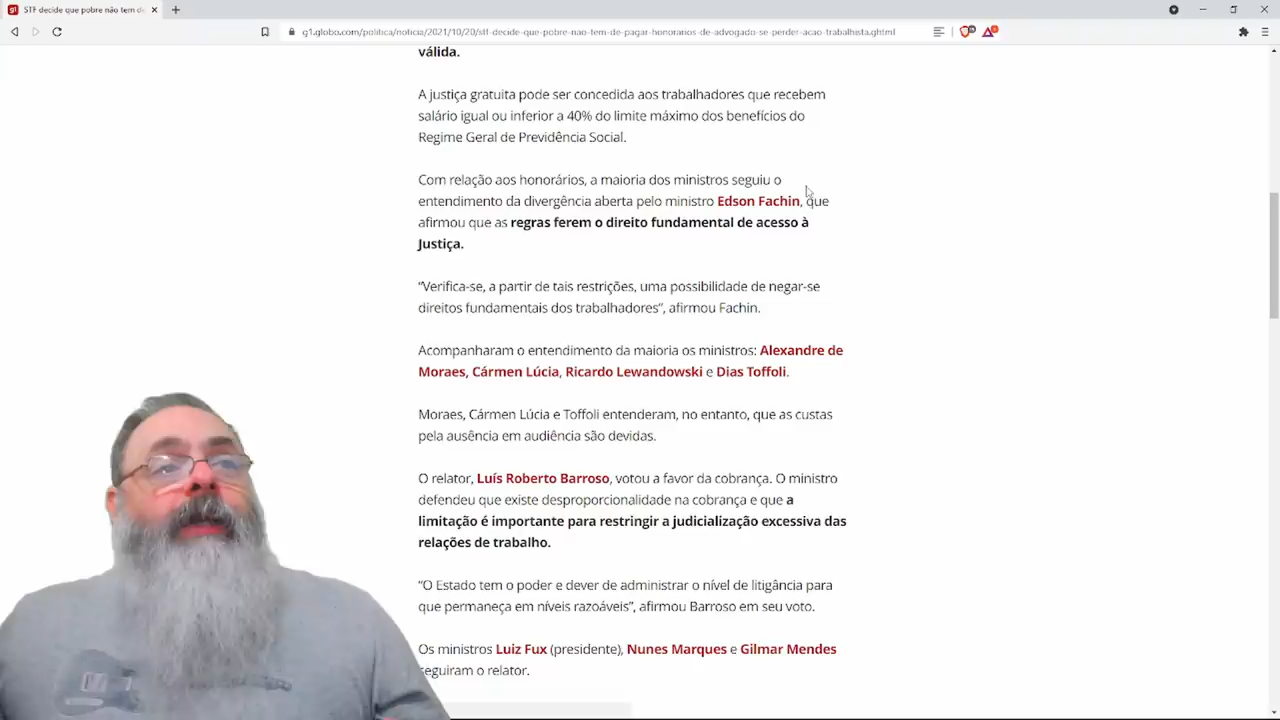 g1
STF decide que pobre não tem d
g1.globo.com/politica/noticia/2021/10/20/stf-decide-que-pobre-nao-tem-de-pagar-honorarios-de-advogado-se-perder-acao-trabalhista.ghtml
válida.
A justiça gratuita pode ser concedida aos trabalhadores que recebem
salário igual ou inferior a 40% do limite máximo dos benefícios do
Regime Geral de Previdência Social.
Com relação aos honorários, a maioria dos ministros seguiu o
entendimento da divergência aberta pelo ministro Edson Fachin, que
afirmou que as regras ferem o direito fundamental de acesso à
Justiça.
“Verifica-se, a partir de tais restrições, uma possibilidade de negar-se
direitos fundamentais dos trabalhadores”, afirmou Fachin.
Acompanharam o entendimento da maioria os ministros: Alexandre de
Moraes, Cármen Lúcia, Ricardo Lewandowski e Dias Toffoli.
Moraes, Cármen Lúcia e Toffoli entenderam, no entanto, que as custas
pela ausência em audiência são devidas.
O relator, Luís Roberto Barroso, votou a favor da cobrança. O ministro
defendeu que existe desproporcionalidade na cobrança e que a
limitação é importante para restringir a judicialização excessiva das
relações de trabalho.
“O Estado tem o poder e dever de administrar o nível de litigância para
que permaneça em níveis razoáveis”, afirmou Barroso em seu voto.
Os ministros Luiz Fux (presidente), Nunes Marques e Gilmar Mendes
seguiram o relator.